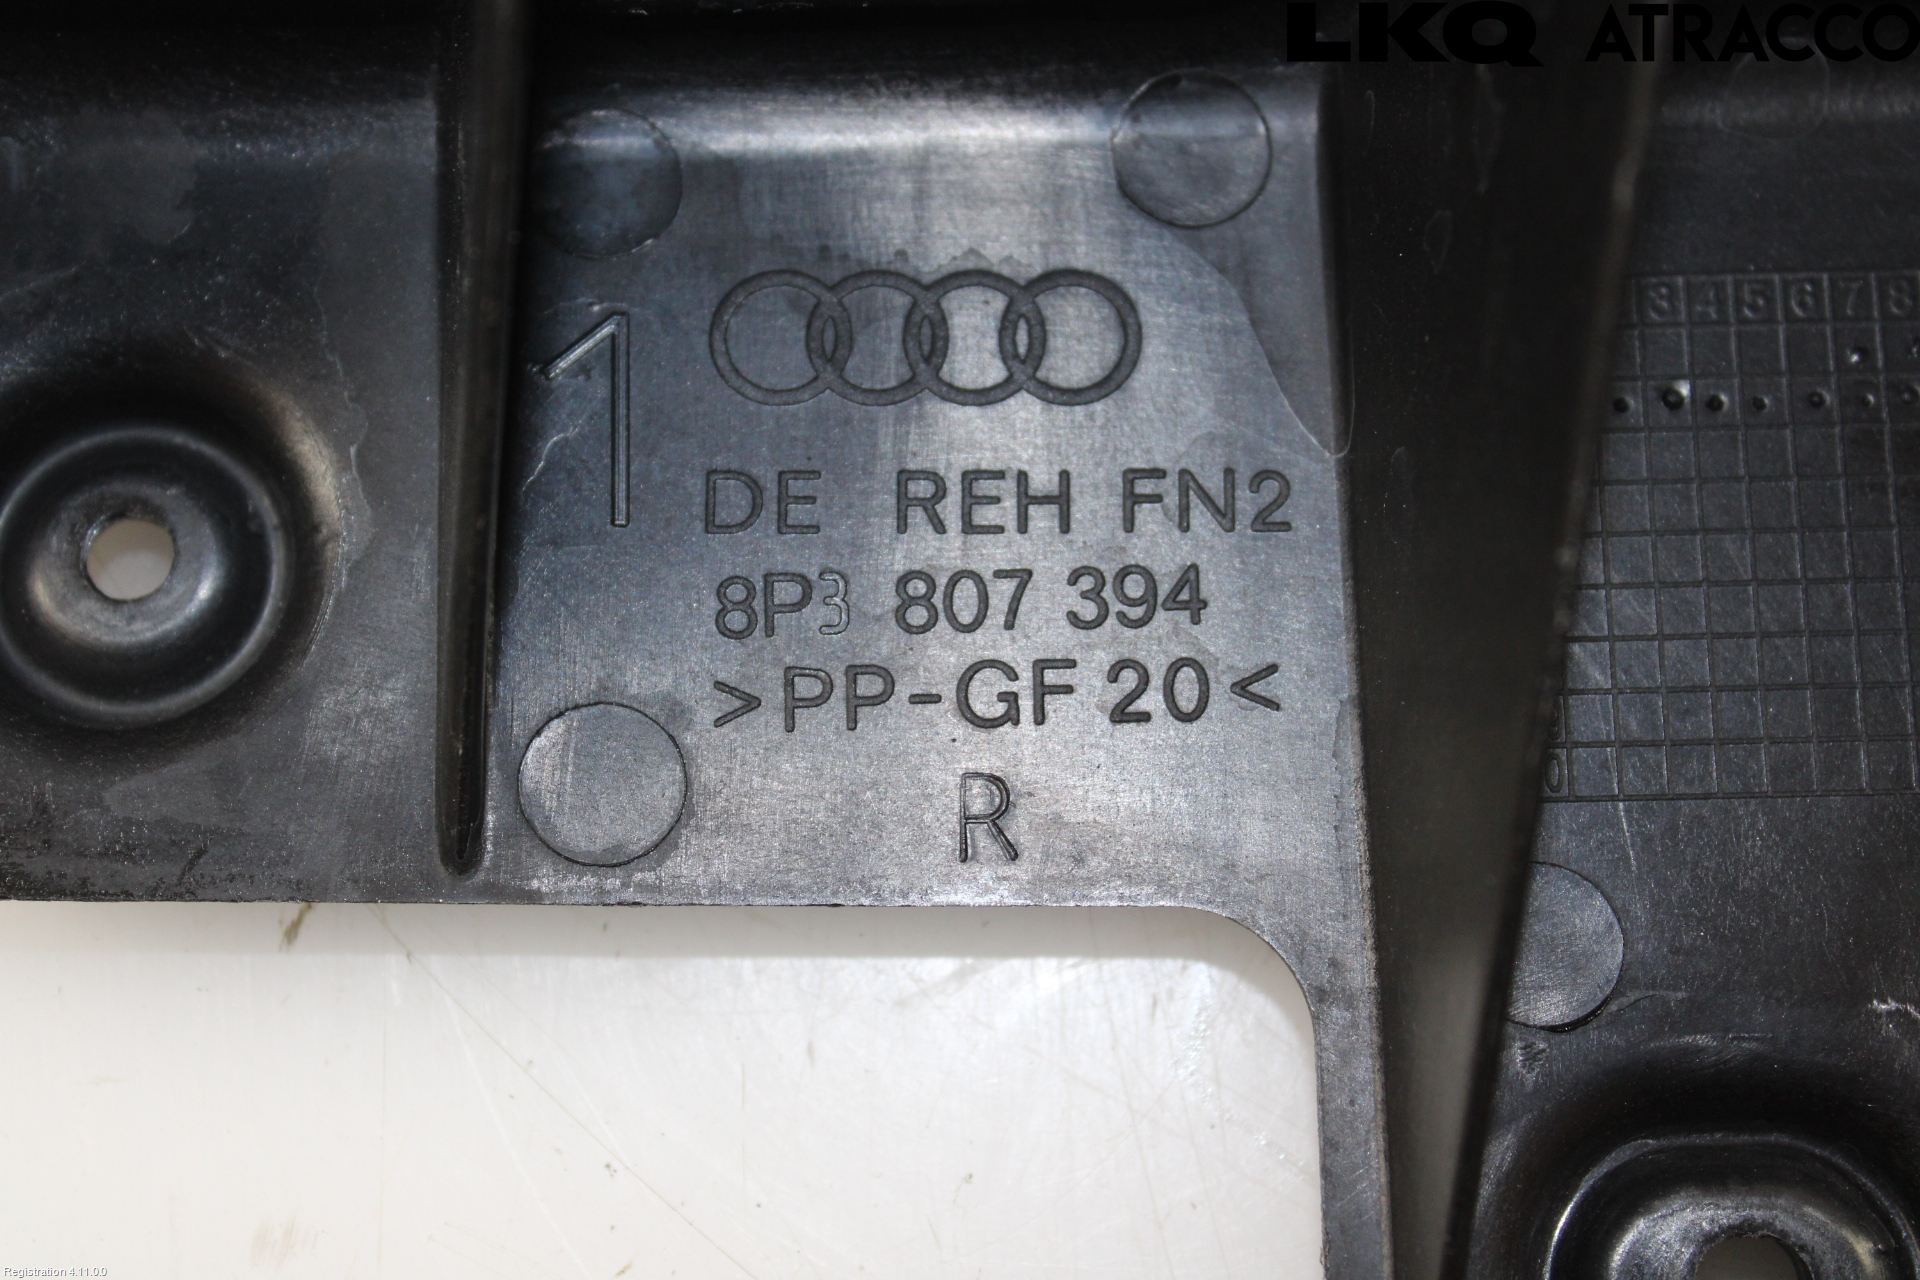 LKQ ATRACCO
1
DE REH FN2
8P3 807 394
>PP-GF 20<
R
3 4 5 6 7 8
0
Registration 4.11.0.0